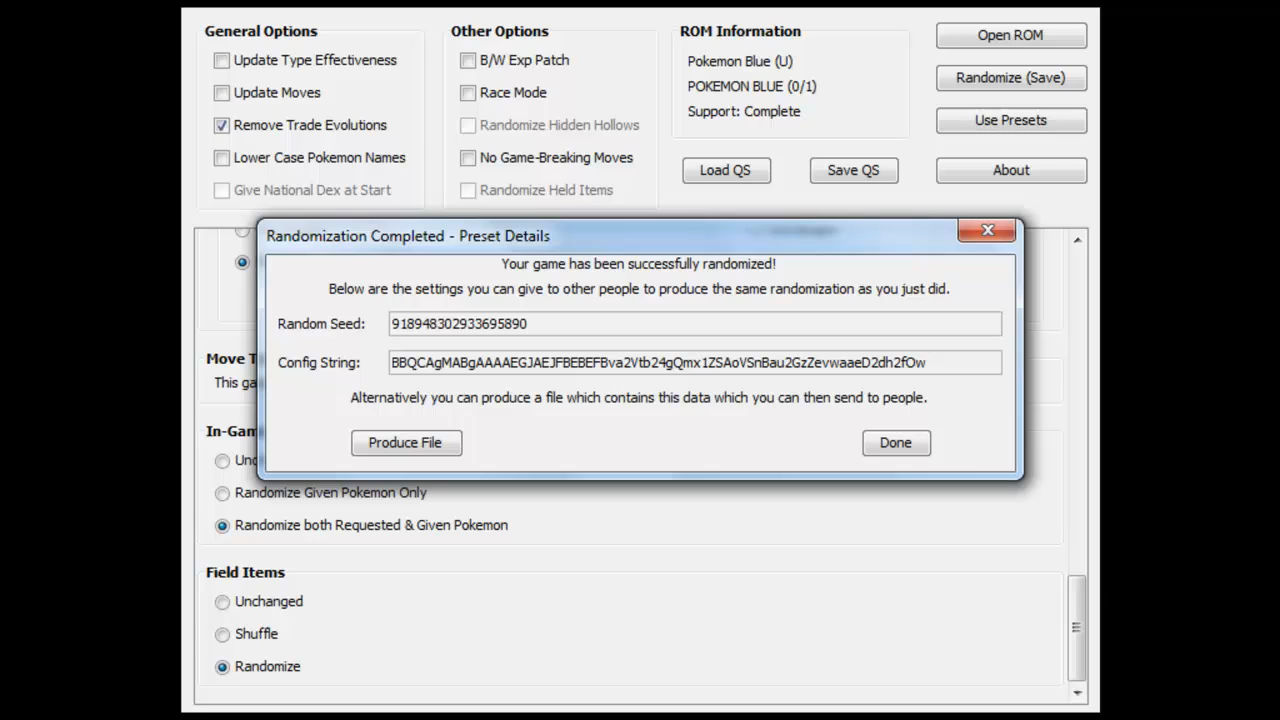 General Options
Update Type Effectiveness
Update Moves
Remove Trade Evolutions
Lower Case Pokemon Names
Give National Dex at Start
Other Options
B/W Exp Patch
Race Mode
Randomize Hidden Hollows
No Game-Breaking Moves
Randomize Held Items
ROM Information
Pokemon Blue (U)
POKEMON BLUE (0/1)
Support: Complete
Load QS
Save QS
Open ROM
Randomize (Save)
Use Presets
About
Randomization Completed - Preset Details
Your game has been successfully randomized!
Below are the settings you can give to other people to produce the same randomization as you just did.
Random Seed: 918948302933695890
Config String: BBQCAgMABgAAAAEGJAEJFBEBEFBva2Vtb24gQmx1ZSAoVSnBau2GzZevwaaeD2dh2fOw
Alternatively you can produce a file which contains this data which you can then send to people.
Produce File
Done
Move T
This ga
In-Gam
Unc
Randomize Given Pokemon Only
Randomize both Requested & Given Pokemon
Field Items
Unchanged
Shuffle
Randomize